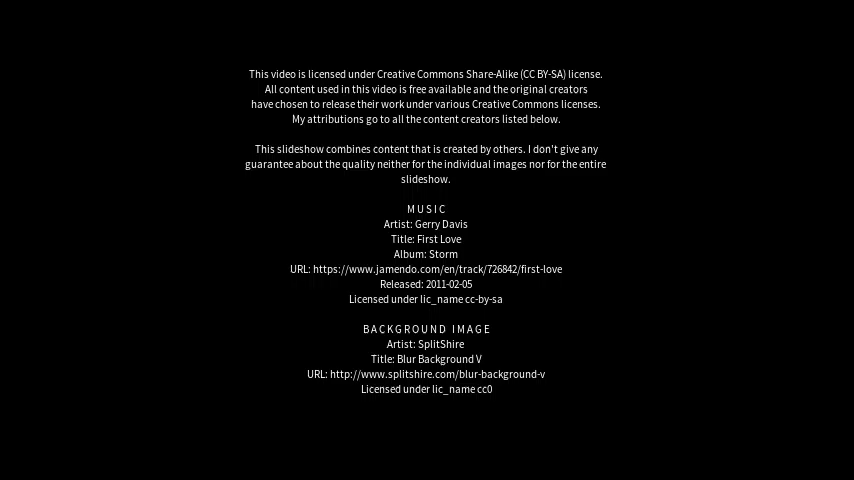 This video is licensed under Creative Commons Share-Alike (CC BY-SA) license.
All content used in this video is free available and the original creators
have chosen to release their work under various Creative Commons licenses.
My attributions go to all the content creators listed below.
This slideshow combines content that is created by others. I don't give any
guarantee about the quality neither for the individual images nor for the entire
slideshow.
MUSIC
Artist: Gerry Davis
Title: First Love
Album: Storm
URL: https://www.jamendo.com/en/track/726842/first-love
Released: 2011-02-05
Licensed under lic_name cc-by-sa
BACKGROUND IMAGE
Artist: SplitShire
Title: Blur Background V
URL: http://www.splitshire.com/blur-background-v
Licensed under lic_name cc0